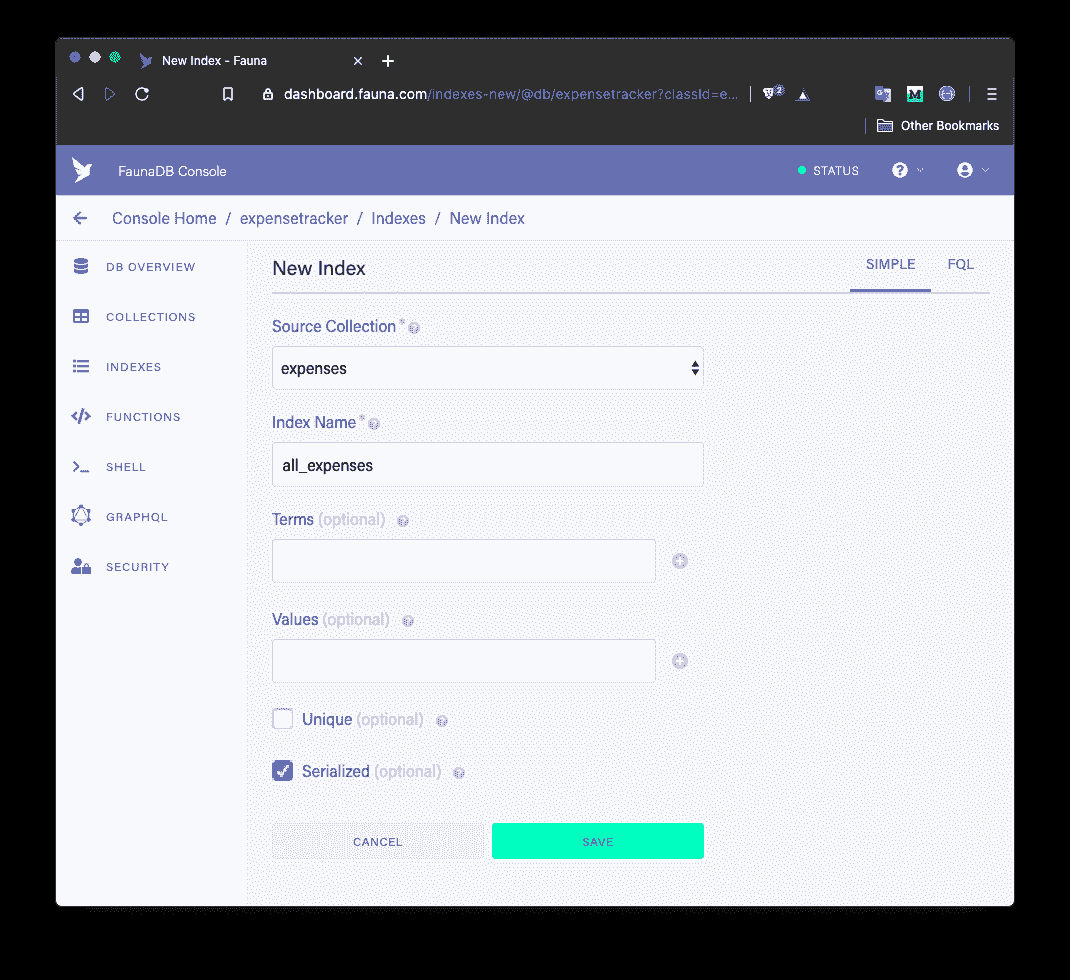 New Index - Fauna
dashboard.fauna.com/indexes-new/@db/expensetracker?classId=e...
2
Other Bookmarks
FaunaDB Console
STATUS
Console Home / expensetracker / Indexes / New Index
DB OVERVIEW
COLLECTIONS
INDEXES
FUNCTIONS
SHELL
GRAPHQL
SECURITY
New Index
SIMPLE FQL
Source Collection *
expenses
Index Name *
all_expenses
Terms (optional)
Values (optional)
Unique (optional)
Serialized (optional)
CANCEL
SAVE